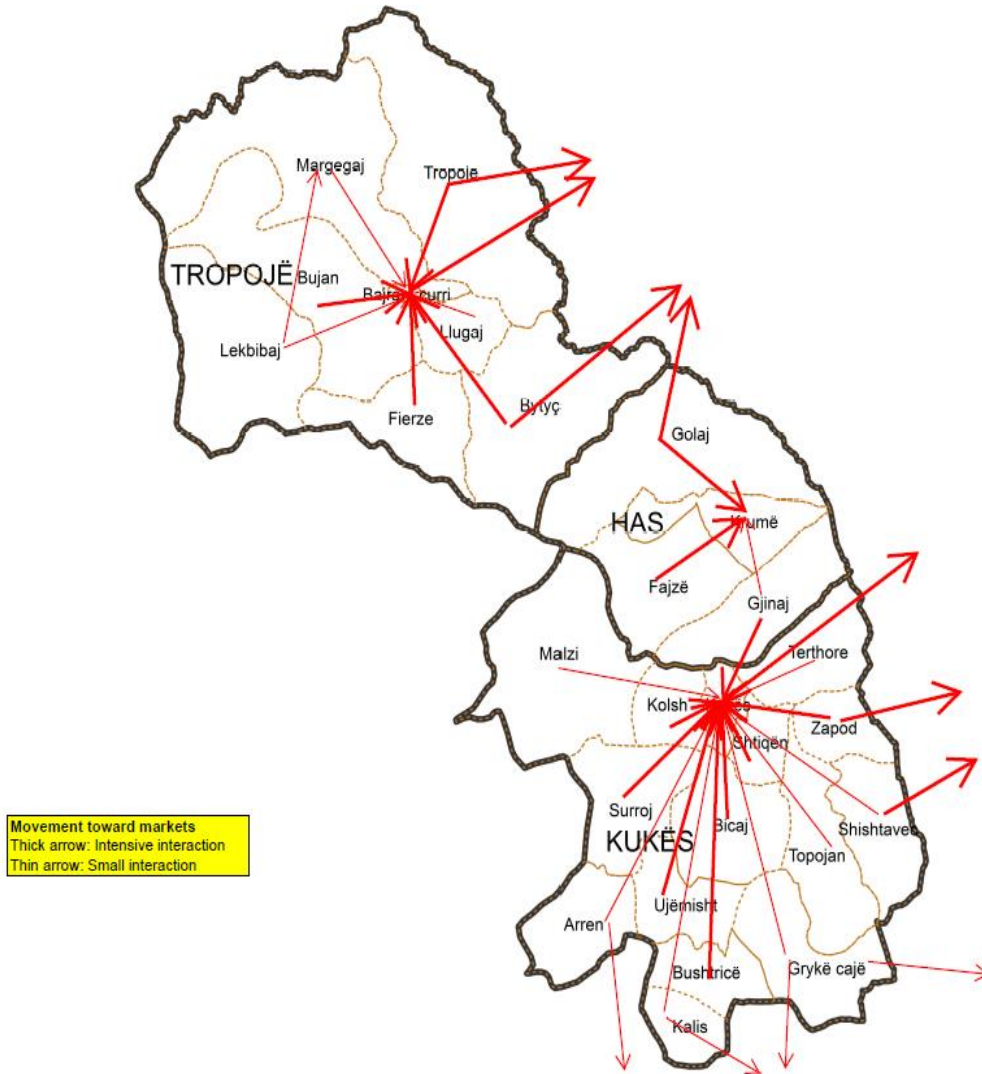 Margegaj
Tropoje
TROPOJË
Bujan
Llugaj
Lekbibaj
Fierze
Bytyç
Golaj
HAS
Krumë
Fajzë
Gjinaj
Malzi
Terthore
Kolsh
Zapod
Shtiqën
Surroj
Bicaj
Shishtavec
KUKËS
Topojan
Ujëmisht
Arren
Bushtricë
Grykë cajë
Kalis
Movement toward markets
Thick arrow: Intensive interaction
Thin arrow: Small interaction